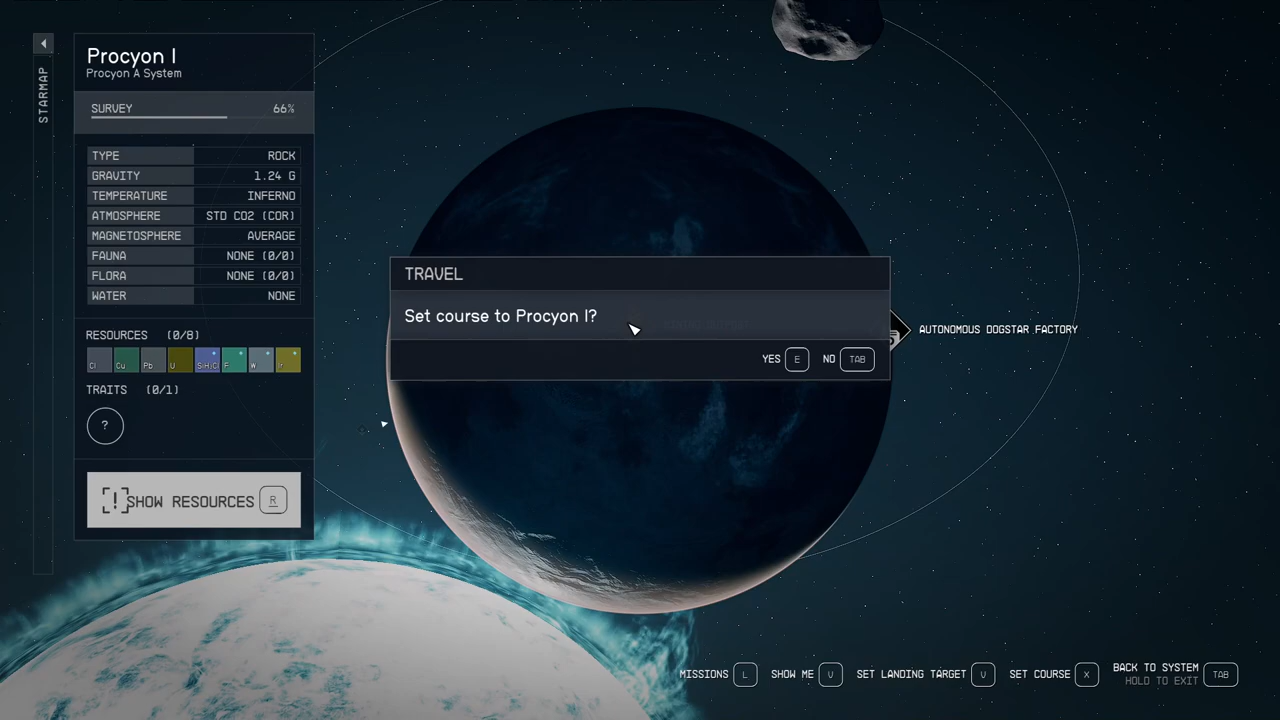 STARMAP
Procyon I
Procyon A System
SURVEY 66%
TYPE ROCK
GRAVITY 1.24 G
TEMPERATURE INFERNO
ATMOSPHERE STD CO2 (COR)
MAGNETOSPHERE AVERAGE
FAUNA NONE (0/0)
FLORA NONE (0/0)
WATER NONE
RESOURCES (0/8)
Cl Cu Pb U SiH3Cl F W Ir
TRAITS (0/1)
?
[!] SHOW RESOURCES R
TRAVEL
Set course to Procyon I?
YES E NO TAB
AUTONOMOUS DOGSTAR FACTORY
MISSIONS L SHOW ME V SET LANDING TARGET V SET COURSE X BACK TO SYSTEM TAB
HOLD TO EXIT